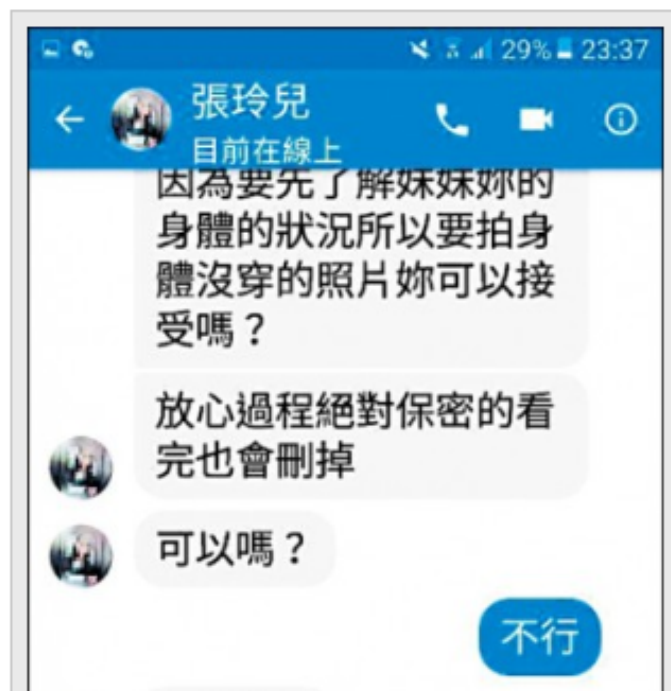 29% 23:37
張玲兒
目前在線上
因為要先了解妹妹妳的
身體的狀況所以要拍身
體沒穿的照片妳可以接
受嗎？
放心過程絕對保密的看
完也會刪掉
可以嗎？
不行